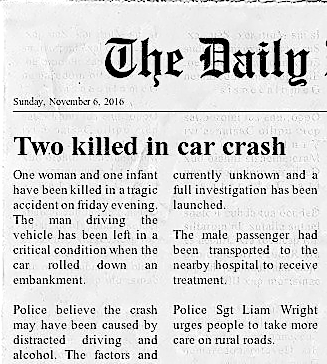 The Daily
Sunday, November 6, 2016
Two killed in car crash
One woman and one infant
have been killed in a tragic
accident on friday evening.
The man driving the
vehicle has been left in a
critical condition when the
car rolled down an
embankment.
Police believe the crash
may have been caused by
distracted driving and
alcohol. The factors and
currently unknown and a
full investigation has been
launched.
The male passenger had
been transported to the
nearby hospital to receive
treatment.
Police Sgt Liam Wright
urges people to take more
care on rural roads.